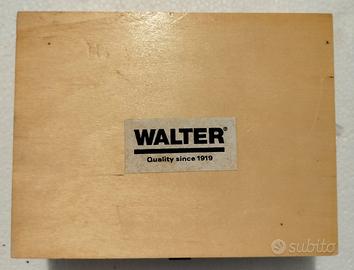 WALTER®
Quality since 1919
subito